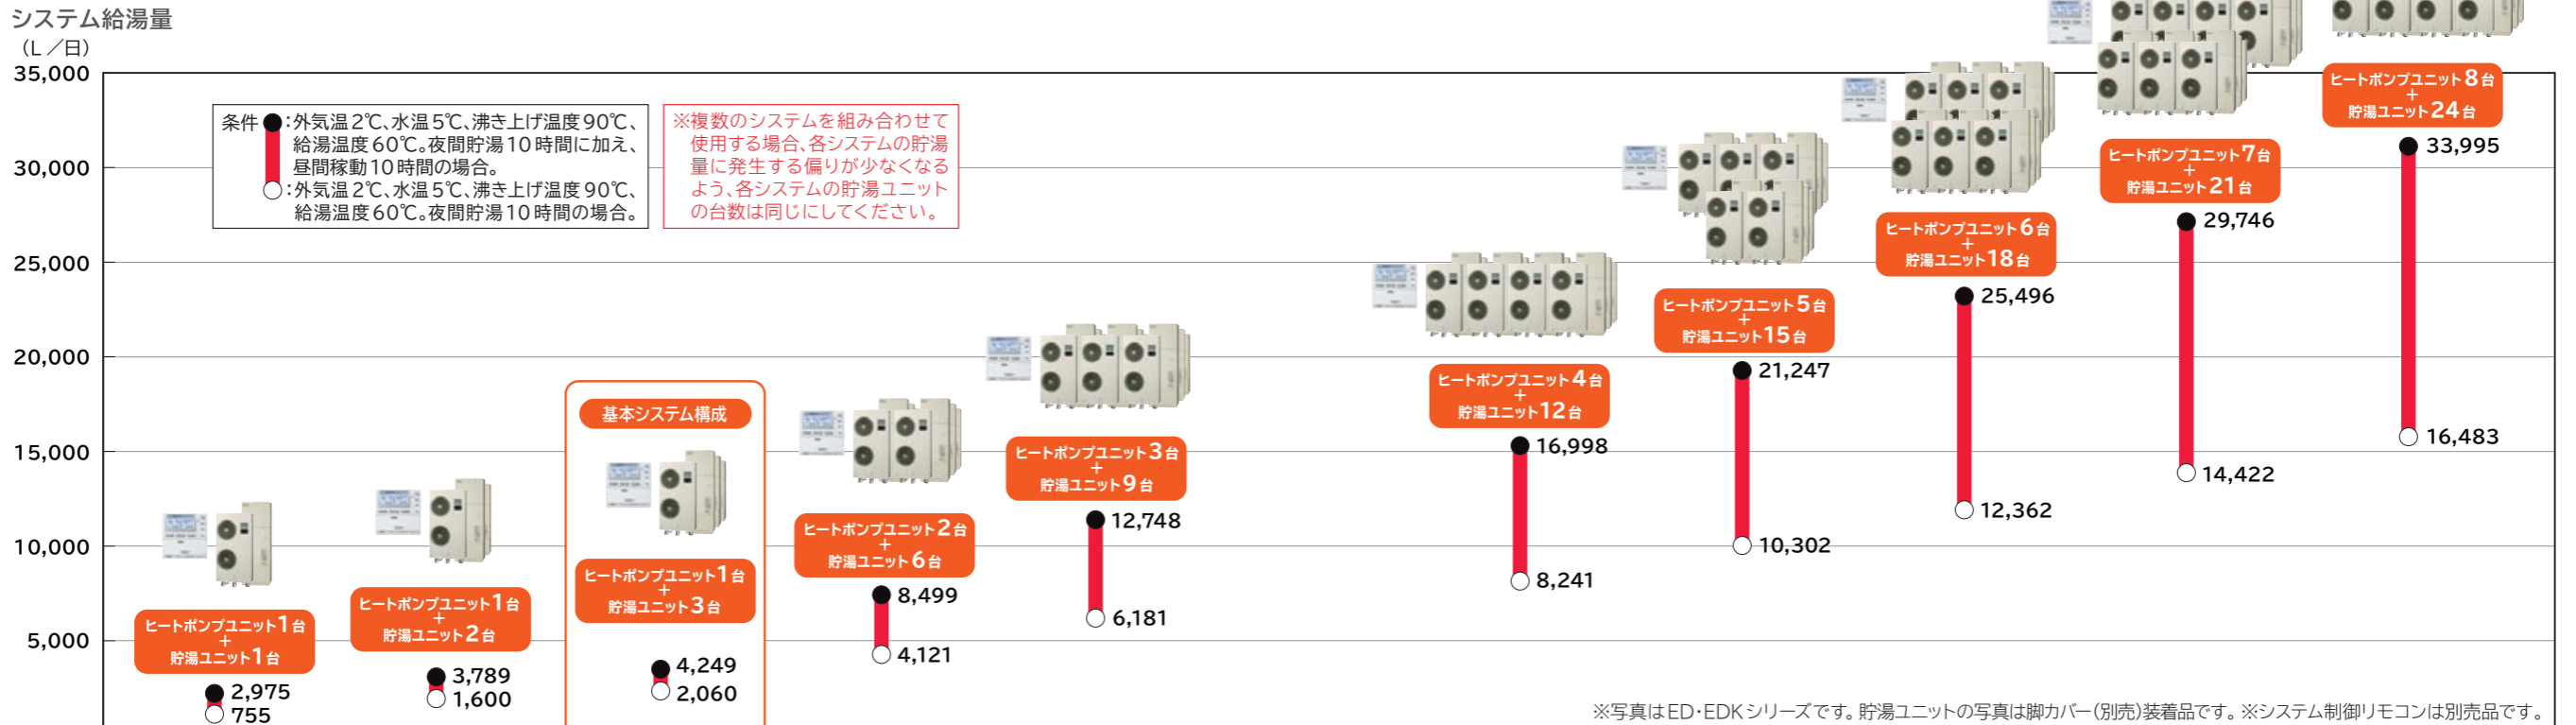 システム給湯量
（L／日）
35,000
30,000
25,000
20,000
15,000
10,000
5,000
条件 ●：外気温2℃、水温5℃、沸き上げ温度90℃、
給湯温度60℃。夜間貯湯10時間に加え、
昼間稼動10時間の場合。
○：外気温2℃、水温5℃、沸き上げ温度90℃、
給湯温度60℃。夜間貯湯10時間の場合。
※複数のシステムを組み合わせて
使用する場合、各システムの貯湯
量に発生する偏りが少なくなる
よう、各システムの貯湯ユニット
の台数は同じにしてください。
ヒートポンプユニット1台
+
貯湯ユニット1台
2,975
755
ヒートポンプユニット1台
+
貯湯ユニット2台
3,789
1,600
基本システム構成
ヒートポンプユニット1台
+
貯湯ユニット3台
4,249
2,060
ヒートポンプユニット2台
+
貯湯ユニット6台
8,499
4,121
ヒートポンプユニット3台
+
貯湯ユニット9台
12,748
6,181
ヒートポンプユニット4台
+
貯湯ユニット12台
16,998
8,241
ヒートポンプユニット5台
+
貯湯ユニット15台
21,247
10,302
ヒートポンプユニット6台
+
貯湯ユニット18台
25,496
12,362
ヒートポンプユニット7台
+
貯湯ユニット21台
29,746
14,422
ヒートポンプユニット8台
+
貯湯ユニット24台
33,995
16,483
※写真はED・EDKシリーズです。貯湯ユニットの写真は脚カバー（別売）装着品です。※システム制御リモコンは別売品です。